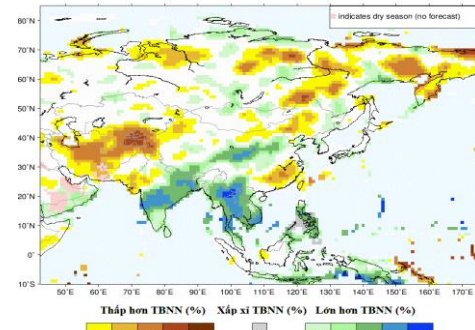 indicates dry season (no forecast)
80°N
70°N
60°N
50°N
40°N
30°N
20°N
10°N
0°
10°S
50°E 60°E 70°E 80°E 90°E 100°E 110°E 120°E 130°E 140°E 150°E 160°E 170°E
Thấp hơn TBNN (%) Xấp xỉ TBNN (%) Lớn hơn TBNN (%)